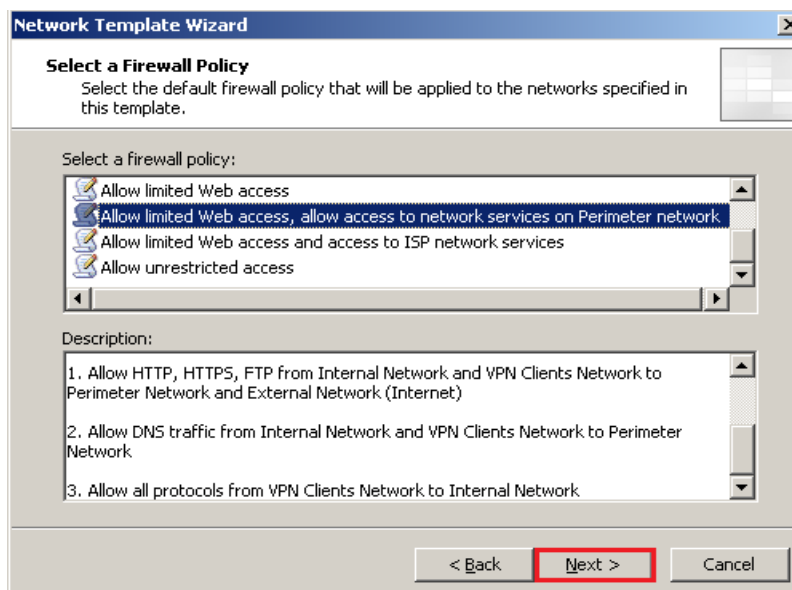 Network Template Wizard
Select a Firewall Policy
Select the default firewall policy that will be applied to the networks specified in
this template.
Select a firewall policy:
Allow limited Web access
Allow limited Web access, allow access to network services on Perimeter network
Allow limited Web access and access to ISP network services
Allow unrestricted access
Description:
1. Allow HTTP, HTTPS, FTP from Internal Network and VPN Clients Network to
Perimeter Network and External Network (Internet)
2. Allow DNS traffic from Internal Network and VPN Clients Network to Perimeter
Network
3. Allow all protocols from VPN Clients Network to Internal Network
< Back
Next >
Cancel